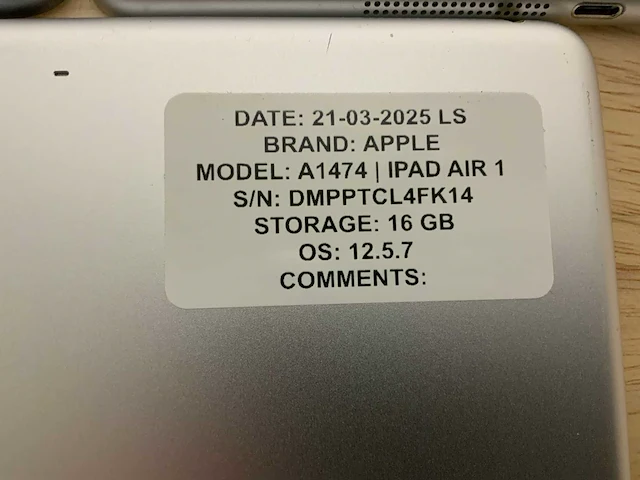 DATE: 21-03-2025 LS
BRAND: APPLE
MODEL: A1474 | IPAD AIR 1
S/N: DMPPTCL4FK14
STORAGE: 16 GB
OS: 12.5.7
COMMENTS: